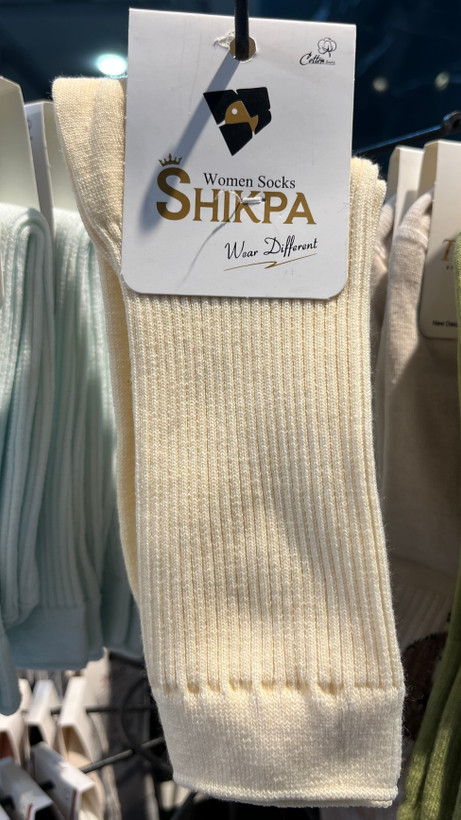 Cotton
Women Socks
SHIKPA
Wear Different